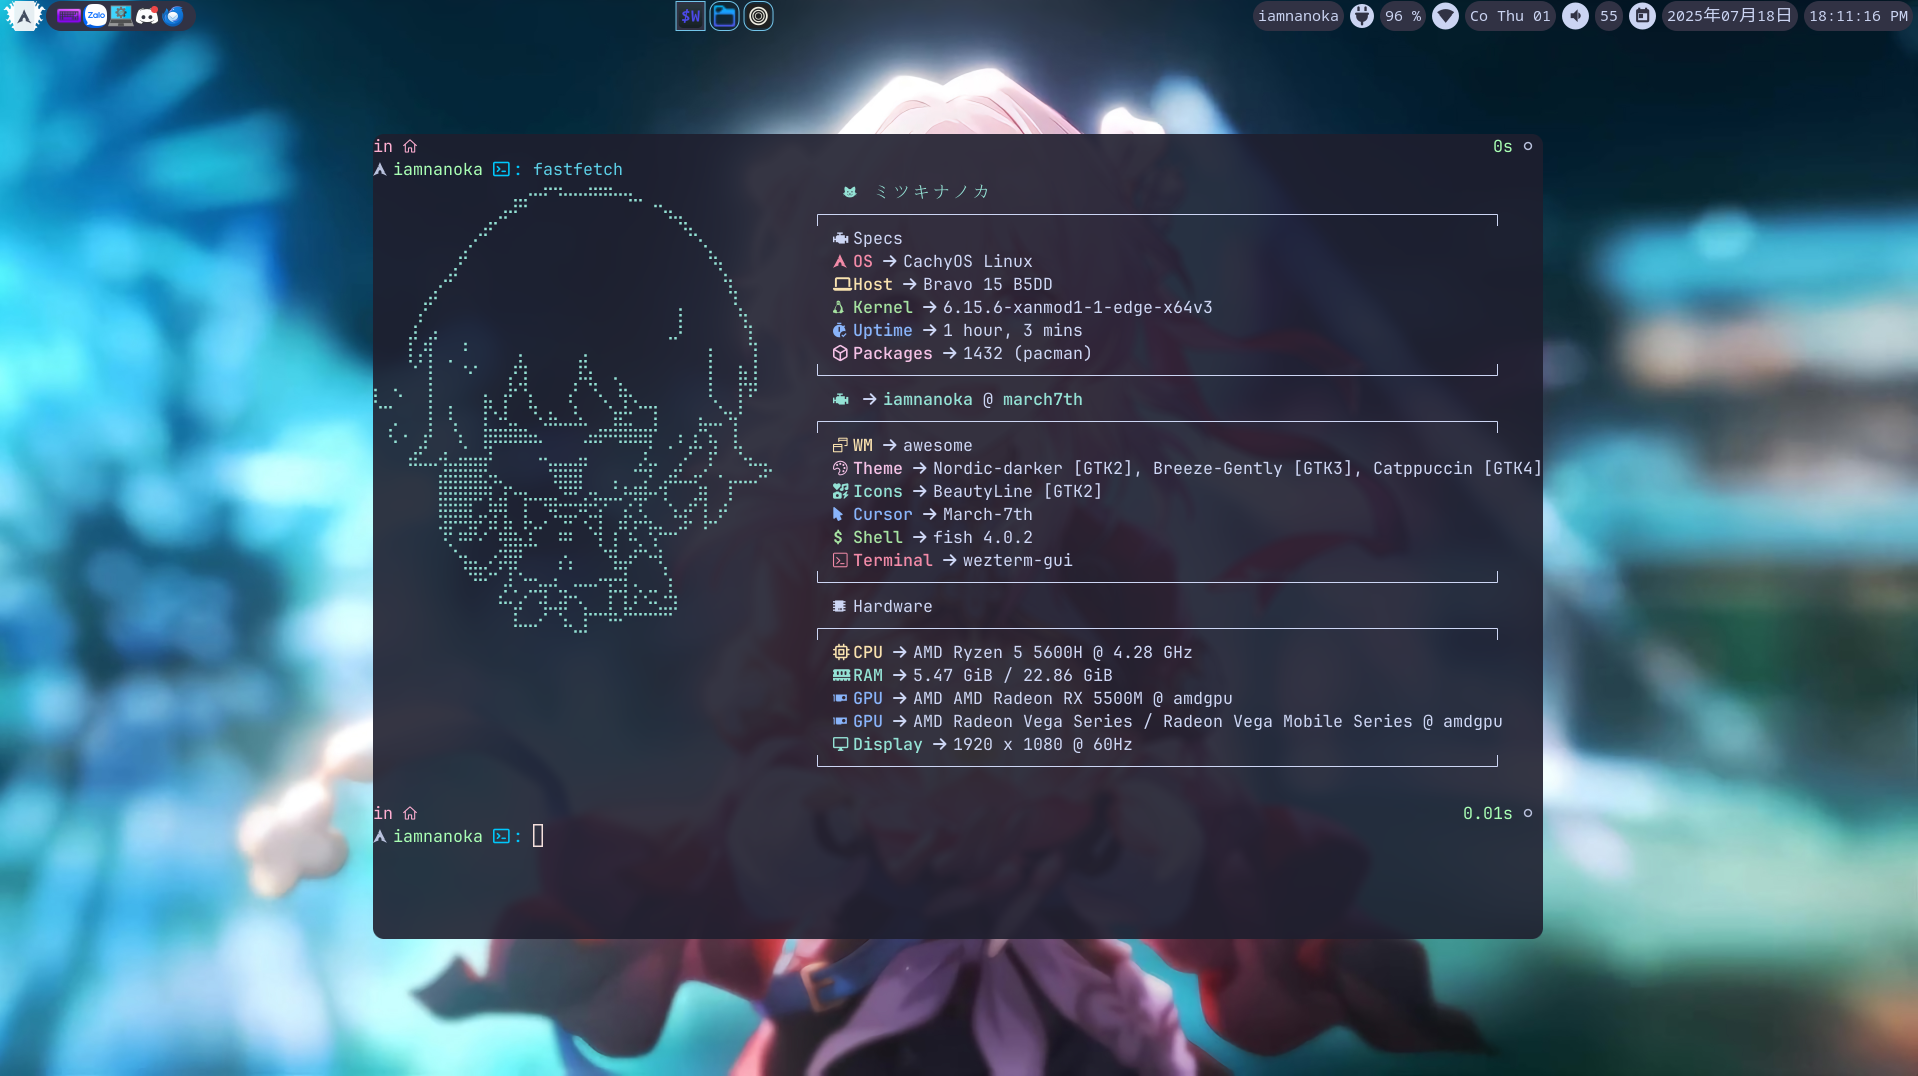 Zalo
$W
iamnanoka 96 % Co Thu 01 55 2025年07月18日 18:11:16 PM
in 0s
iamnanoka : fastfetch
ミツキナノカ
Specs
OS → CachyOS Linux
Host → Bravo 15 B5DD
Kernel → 6.15.6-xanmod1-1-edge-x64v3
Uptime → 1 hour, 3 mins
Packages → 1432 (pacman)
→ iamnanoka @ march7th
WM → awesome
Theme → Nordic-darker [GTK2], Breeze-Gently [GTK3], Catppuccin [GTK4]
Icons → BeautyLine [GTK2]
Cursor → March-7th
$ Shell → fish 4.0.2
Terminal → wezterm-gui
Hardware
CPU → AMD Ryzen 5 5600H @ 4.28 GHz
RAM → 5.47 GiB / 22.86 GiB
GPU → AMD AMD Radeon RX 5500M @ amdgpu
GPU → AMD Radeon Vega Series / Radeon Vega Mobile Series @ amdgpu
Display → 1920 x 1080 @ 60Hz
in 0.01s
iamnanoka :